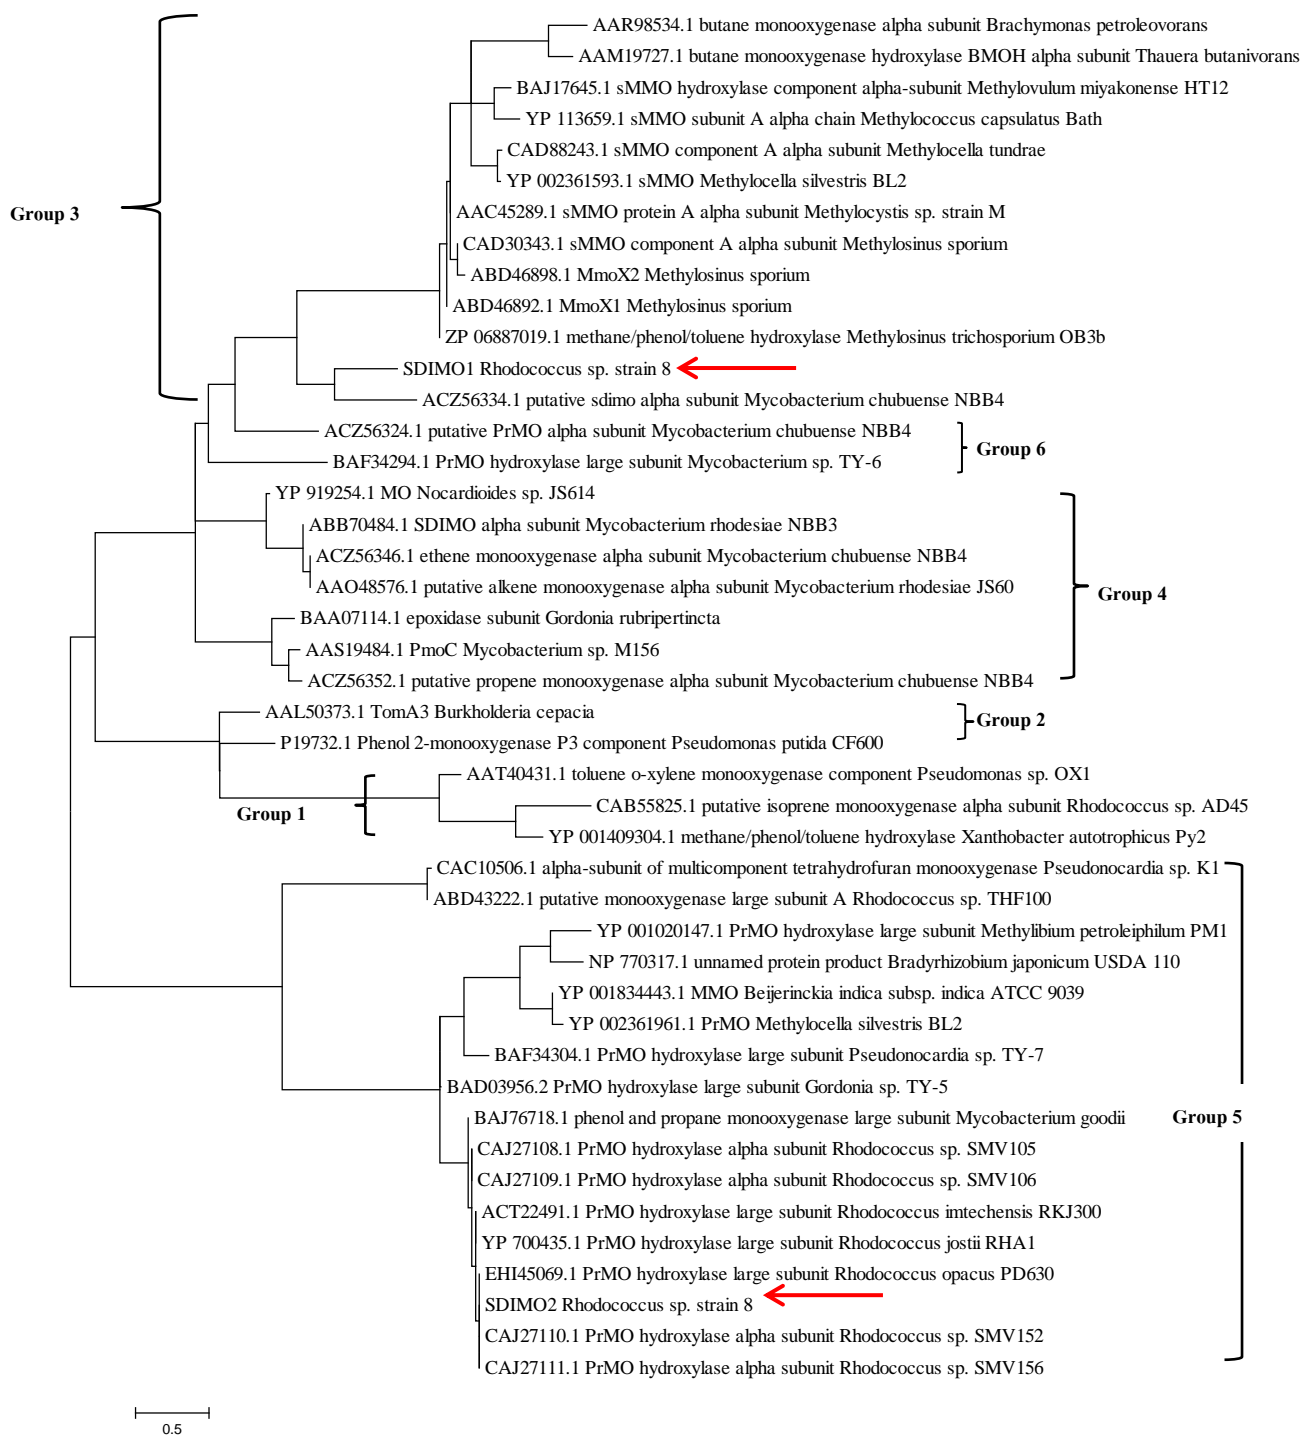 AAR98534.1 butane monooxygenase alpha subunit Brachymonas petroleovorans
AAM19727.1 butane monooxygenase hydroxylase BMOH alpha subunit Thauera butanivorans
BAJ17645.1 sMMO hydroxylase component alpha-subunit Methylovulum miyakonense HT12
YP 113659.1 sMMO subunit A alpha chain Methylococcus capsulatus Bath
CAD88243.1 sMMO component A alpha subunit Methylocella tundrae
YP 002361593.1 sMMO Methylocella silvestris BL2
Group 3
AAC45289.1 sMMO protein A alpha subunit Methylocystis sp. strain M
CAD30343.1 sMMO component A alpha subunit Methylosinus sporium
ABD46898.1 MmoX2 Methylosinus sporium
ABD46892.1 MmoX1 Methylosinus sporium
ZP 06887019.1 methane/phenol/toluene hydroxylase Methylosinus trichosporium OB3b
SDIMO1 Rhodococcus sp. strain 8
ACZ56334.1 putative sdimo alpha subunit Mycobacterium chubuense NBB4
ACZ56324.1 putative PrMO alpha subunit Mycobacterium chubuense NBB4
Group 6
BAF34294.1 PrMO hydroxylase large subunit Mycobacterium sp. TY-6
YP 919254.1 MO Nocardioides sp. JS614
ABB70484.1 SDIMO alpha subunit Mycobacterium rhodesiae NBB3
ACZ56346.1 ethene monooxygenase alpha subunit Mycobacterium chubuense NBB4
AAO48576.1 putative alkene monooxygenase alpha subunit Mycobacterium rhodesiae JS60
Group 4
BAA07114.1 epoxidase subunit Gordonia rubripertincta
AAS19484.1 PmoC Mycobacterium sp. M156
ACZ56352.1 putative propene monooxygenase alpha subunit Mycobacterium chubuense NBB4
AAL50373.1 TomA3 Burkholderia cepacia
Group 2
P19732.1 Phenol 2-monooxygenase P3 component Pseudomonas putida CF600
AAT40431.1 toluene o-xylene monooxygenase component Pseudomonas sp. OX1
CAB55825.1 putative isoprene monooxygenase alpha subunit Rhodococcus sp. AD45
Group 1
YP 001409304.1 methane/phenol/toluene hydroxylase Xanthobacter autotrophicus Py2
CAC10506.1 alpha-subunit of multicomponent tetrahydrofuran monooxygenase Pseudonocardia sp. K1
ABD43222.1 putative monooxygenase large subunit A Rhodococcus sp. THF100
YP 001020147.1 PrMO hydroxylase large subunit Methylibium petroleiphilum PM1
NP 770317.1 unnamed protein product Bradyrhizobium japonicum USDA 110
YP 001834443.1 MMO Beijerinckia indica subsp. indica ATCC 9039
YP 002361961.1 PrMO Methylocella silvestris BL2
BAF34304.1 PrMO hydroxylase large subunit Pseudonocardia sp. TY-7
BAD03956.2 PrMO hydroxylase large subunit Gordonia sp. TY-5
BAJ76718.1 phenol and propane monooxygenase large subunit Mycobacterium goodii
Group 5
CAJ27108.1 PrMO hydroxylase alpha subunit Rhodococcus sp. SMV105
CAJ27109.1 PrMO hydroxylase alpha subunit Rhodococcus sp. SMV106
ACT22491.1 PrMO hydroxylase large subunit Rhodococcus imtechensis RKJ300
YP 700435.1 PrMO hydroxylase large subunit Rhodococcus jostii RHA1
EHI45069.1 PrMO hydroxylase large subunit Rhodococcus opacus PD630
SDIMO2 Rhodococcus sp. strain 8
CAJ27110.1 PrMO hydroxylase alpha subunit Rhodococcus sp. SMV152
CAJ27111.1 PrMO hydroxylase alpha subunit Rhodococcus sp. SMV156
0.5